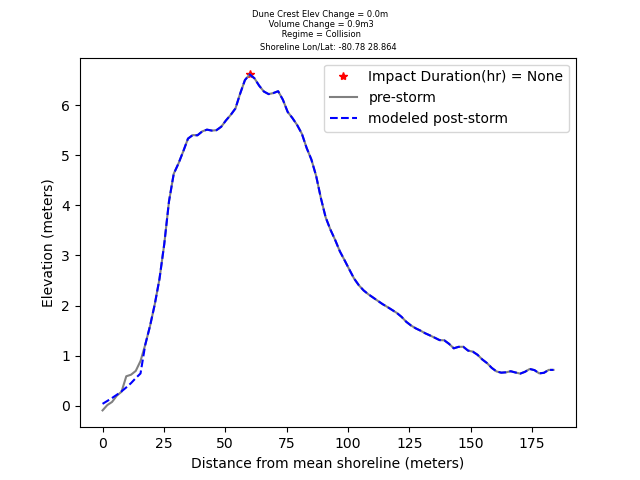 Dune Crest Elev Change = 0.0m
Volume Change = 0.9m3
Regime = Collision
Shoreline Lon/Lat: -80.78 28.864
Impact Duration(hr) = None
pre-storm
modeled post-storm
Elevation (meters)
6
5
4
3
2
1
0
0 25 50 75 100 125 150 175
Distance from mean shoreline (meters)